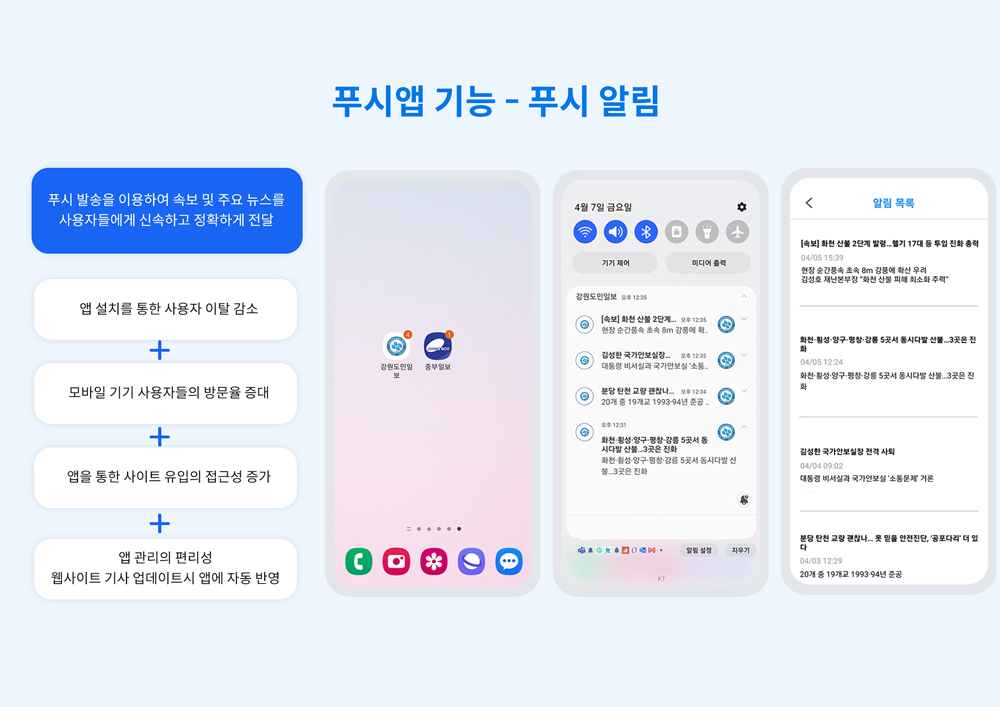 푸시앱 기능 - 푸시 알림
푸시 발송을 이용하여 속보 및 주요 뉴스를
사용자들에게 신속하고 정확하게 전달
앱 설치를 통한 사용자 이탈 감소
+
모바일 기기 사용자들의 방문율 증대
+
앱을 통한 사이트 유입의 접근성 증가
+
앱 관리의 편리성
웹사이트 기사 업데이트시 앱에 자동 반영
4
1
강원도민일
보
중부일보
4월 7일 금요일
기기 제어
미디어 출력
강원도민일보 오후 12:35
[속보] 화천 산불 2단계... 오후 12:35
현장 순간풍속 초속 8m 강풍에 확..
김성한 국가안보실장... 오후 12:35
대통령 비서실과 국가안보실 '소통..
분당 탄천 교량 괜찮나... 오후 12:34
20개 중 19개교 1993·94년 준공 ..
오후 12:31
화천·횡성·양구·평창·강릉 5곳서 동
시다발 산불...3곳은 진화
화천·횡성·양구·평창·강릉 5곳서 동시다발 산
불...3곳은 진화
알림 설정
지우기
KT
알림 목록
[속보] 화천 산불 2단계 발령...헬기 17대 등 투입 진화 총력
04/05 15:39
현장 순간풍속 초속 8m 강풍에 확산 우려
김성호 재난본부장 "화천 산불 피해 최소화 주력"
화천·횡성·양구·평창·강릉 5곳서 동시다발 산불...3곳은 진
화
04/05 12:24
화천·횡성·양구·평창·강릉 5곳서 동시다발 산불...3곳은 진
화
김성한 국가안보실장 전격 사퇴
04/04 09:02
대통령 비서실과 국가안보실 '소통문제' 거론
분당 탄천 교량 괜찮나... 못 믿을 안전진단, '공포다리' 더 있
다
04/03 12:29
20개 중 19개교 1993·94년 준공